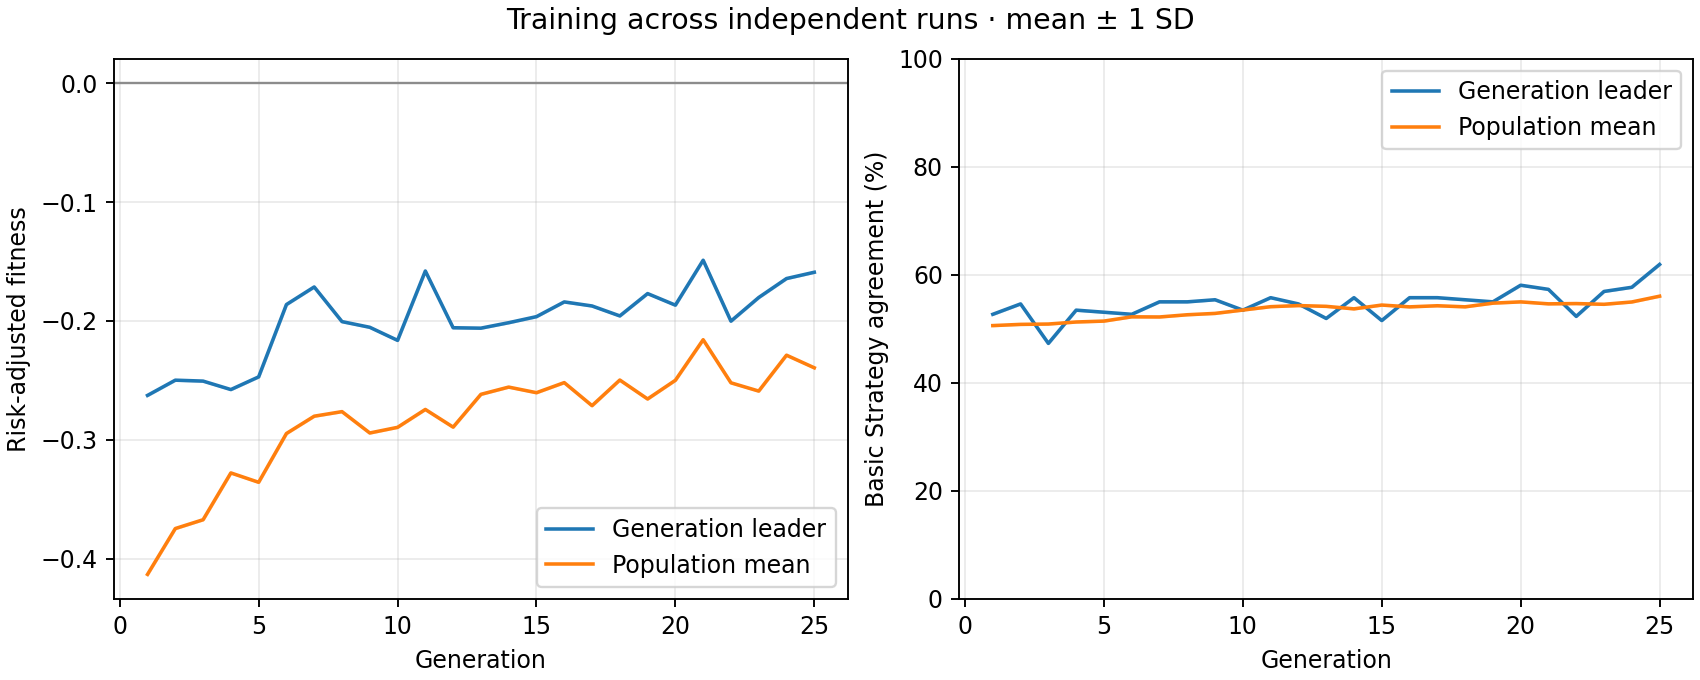 Training across independent runs · mean ± 1 SD
Risk-adjusted fitness
0.0
−0.1
−0.2
−0.3
−0.4
Generation leader
Population mean
0 5 10 15 20 25
Generation
Basic Strategy agreement (%)
100
80
60
40
20
0
Generation leader
Population mean
0 5 10 15 20 25
Generation